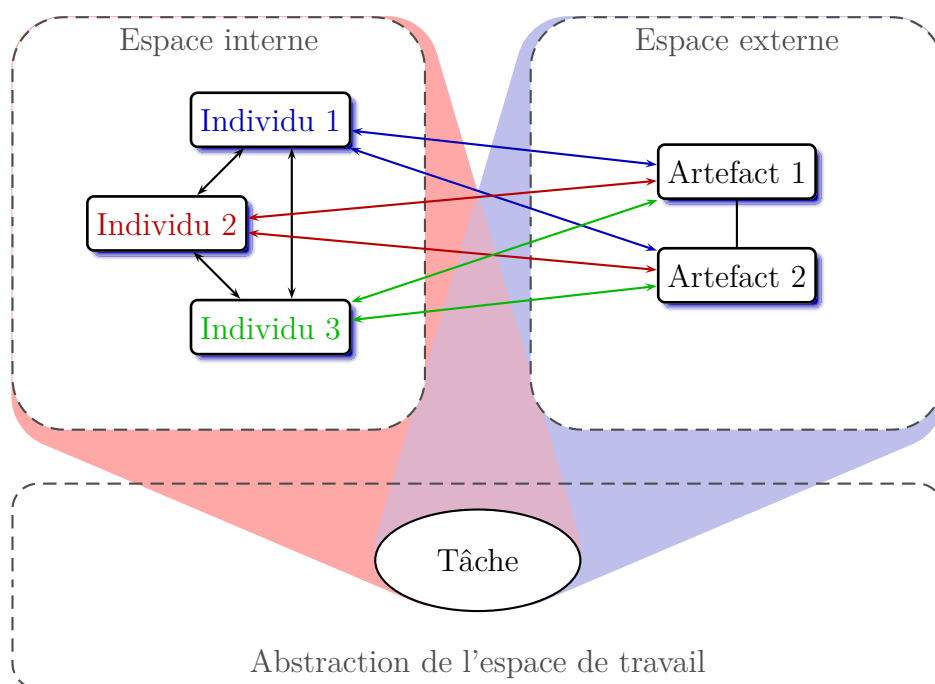 Espace interne
Espace externe
Individu 1
Artefact 1
Individu 2
Artefact 2
Individu 3
Tâche
Abstraction de l'espace de travail